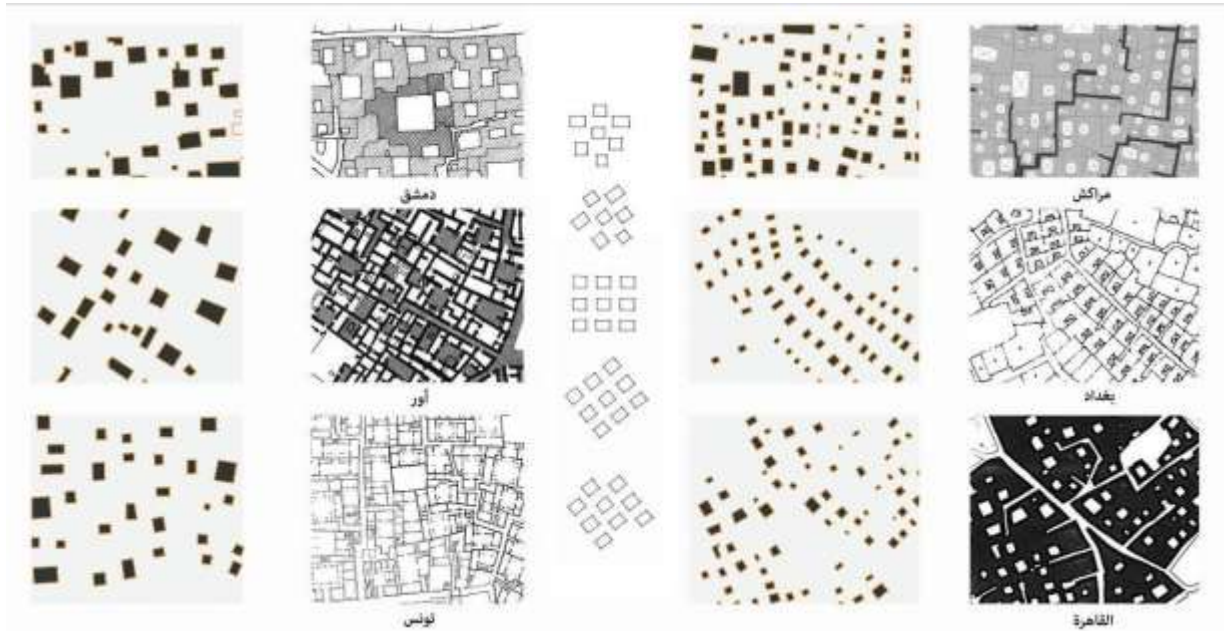 دمشق
مراكش
أور
بغداد
تونس
القاهرة